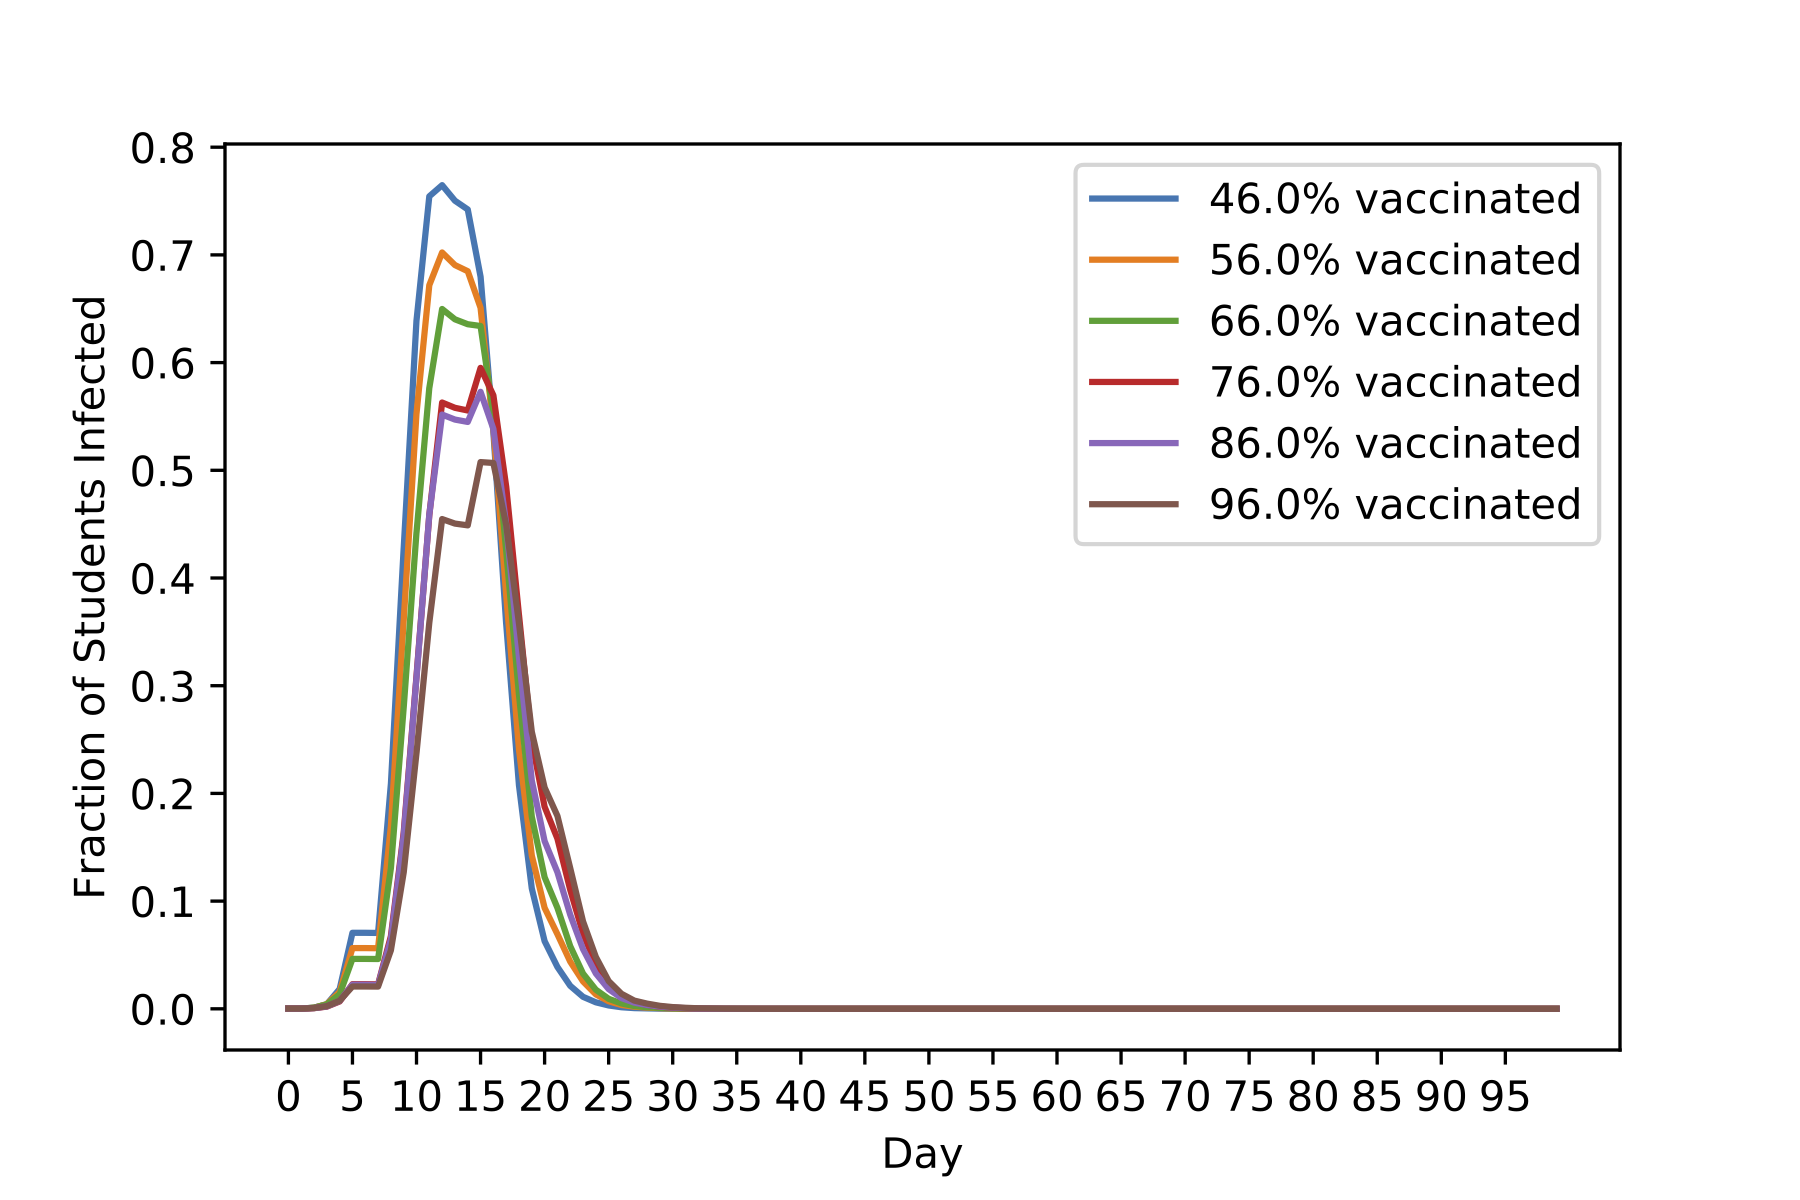 0.8
0.7
0.6
0.5
0.4
0.3
0.2
0.1
0.0
Fraction of Students Infected
46.0% vaccinated
56.0% vaccinated
66.0% vaccinated
76.0% vaccinated
86.0% vaccinated
96.0% vaccinated
0 5 10 15 20 25 30 35 40 45 50 55 60 65 70 75 80 85 90 95
Day